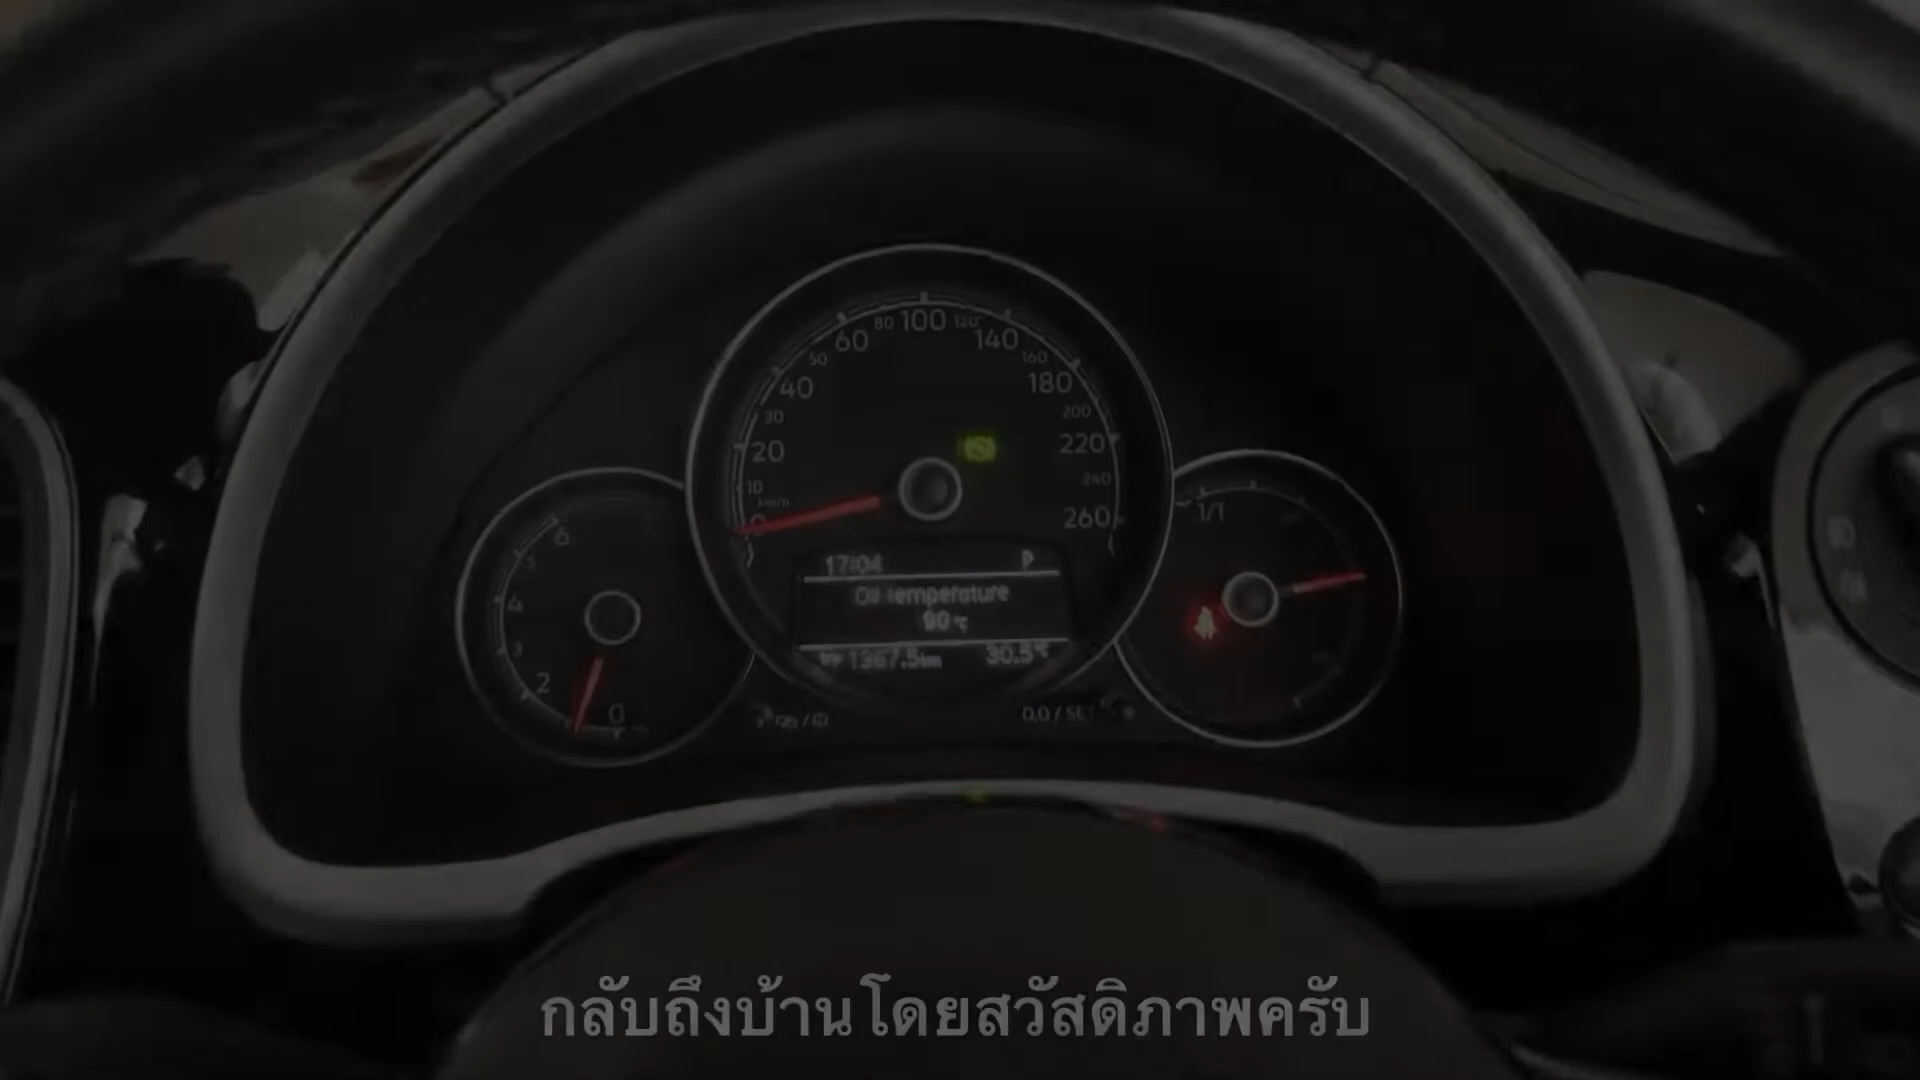 80 100 120
60 140
50 160
40 180
30 200
20 220
10 240
km/h
0 260
1/1
6
5
4
3
2
0
17:04 P
Oil temperature
90 °C
trip 1367.5 km 30.5 °C
0.0 / SET
กลับถึงบ้านโดยสวัสดิภาพครับ